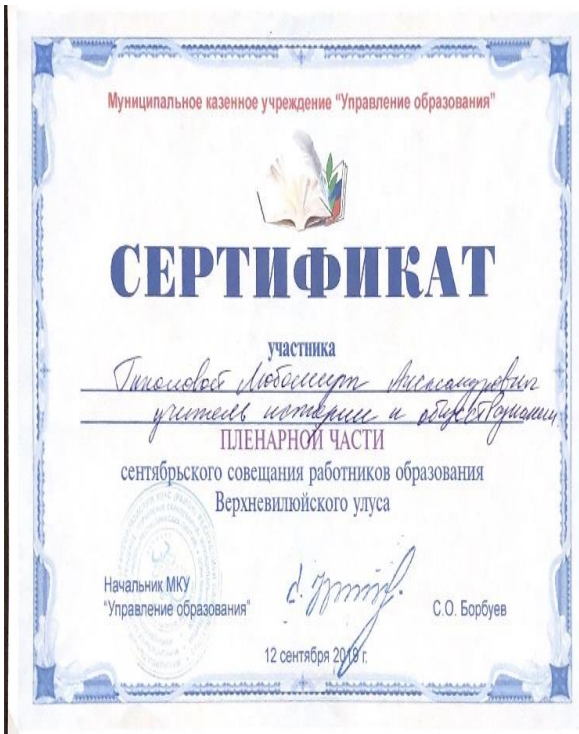 Муниципальное казенное учреждение "Управление образования"
СЕРТИФИКАТ
участника
Александровны
учитель истории и обществознания
ПЛЕНАРНОЙ ЧАСТИ
сентябрьского совещания работников образования
Верхневилюйского улуса
Начальник МКУ
"Управление образования"
С.О. Борбуев
12 сентября 2019 г.